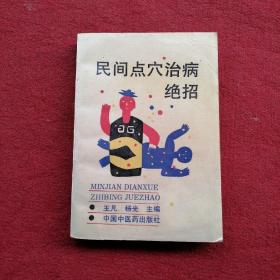 民间点穴治病
绝招
MINJIAN DIANXUE
ZHIBING JUEZHAO
● 王凡 杨光 主编
● 中国中医药出版社